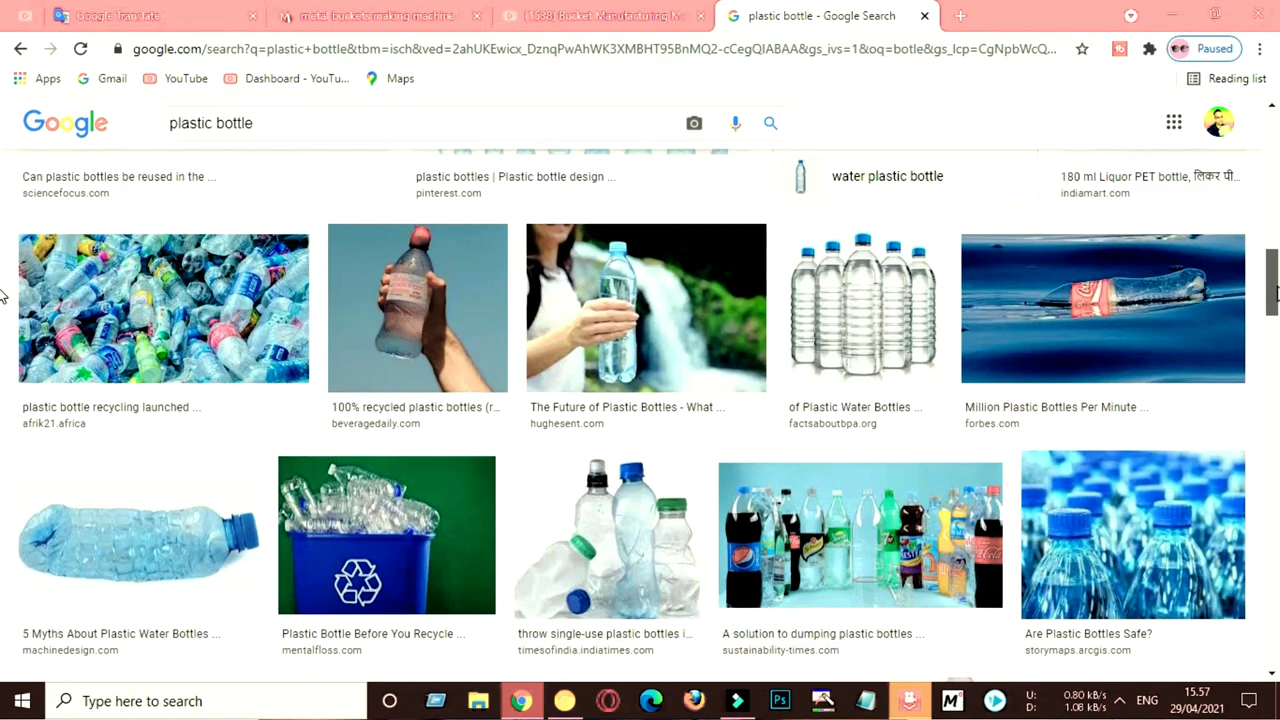 Google Translate
metal buckets making machine
(1538) Bucket Manufacturing
plastic bottle - Google Search
google.com/search?q=plastic+bottle&tbm=isch&ved=2ahUKEwicx_DznqPwAhWK3XMBHT95BnMQ2-cCegQIABAA&gs_ivs=1&oq=botle&gs_lcp=CgNpbWcQ...
Paused
Apps
Gmail
YouTube
Dashboard - YouTu...
Maps
Reading list
Google
plastic bottle
Can plastic bottles be reused in the ...
sciencefocus.com
plastic bottles | Plastic bottle design ...
pinterest.com
water plastic bottle
180 ml Liquor PET bottle, लिकर पी...
indiamart.com
plastic bottle recycling launched ...
afrik21.africa
100% recycled plastic bottles (r...
beveragedaily.com
The Future of Plastic Bottles - What ...
hughesent.com
of Plastic Water Bottles ...
factsaboutbpa.org
Million Plastic Bottles Per Minute ...
forbes.com
5 Myths About Plastic Water Bottles ...
machinedesign.com
Plastic Bottle Before You Recycle ...
mentalfloss.com
throw single-use plastic bottles i...
timesofindia.indiatimes.com
A solution to dumping plastic bottles ...
sustainability-times.com
Are Plastic Bottles Safe?
storymaps.arcgis.com
Type here to search
U: 0.80 kB/s
D: 1.08 kB/s
ENG
15.57
29/04/2021